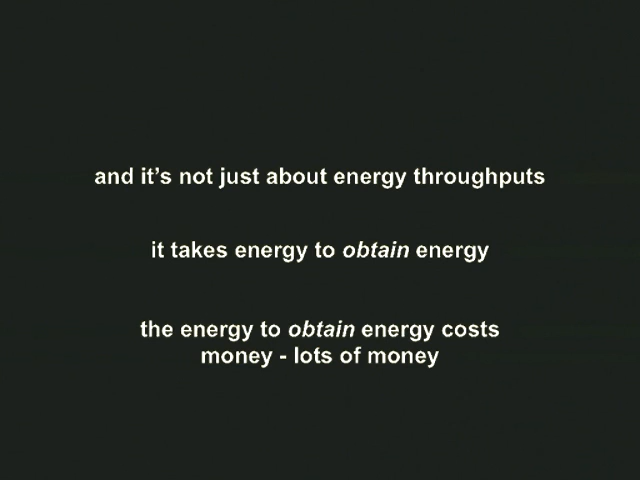 and it’s not just about energy throughputs
it takes energy to obtain energy
the energy to obtain energy costs
money - lots of money